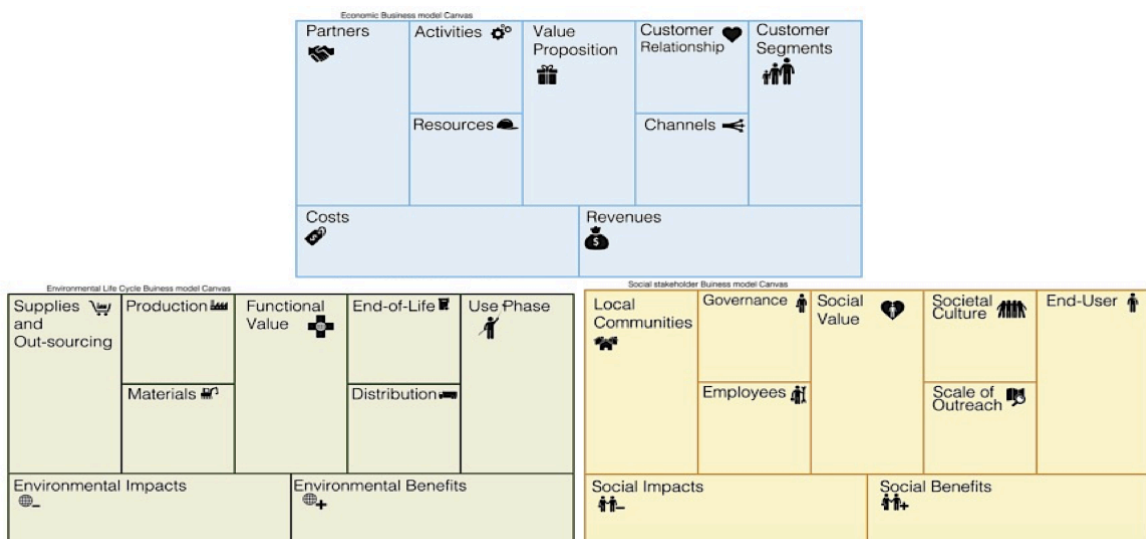 Economic Business model Canvas
Partners
Activities
Value
Proposition
Customer
Relationship
Customer
Segments
Resources
Channels
Costs
Revenues
Environmental Life Cycle Buiness model Canvas
Supplies
and
Out-sourcing
Production
Functional
Value
End-of-Life
Use Phase
Materials
Distribution
Environmental Impacts
Environmental Benefits
Social stakeholder Buiness model Canvas
Local
Communities
Governance
Social
Value
Societal
Culture
End-User
Employees
Scale of
Outreach
Social Impacts
Social Benefits